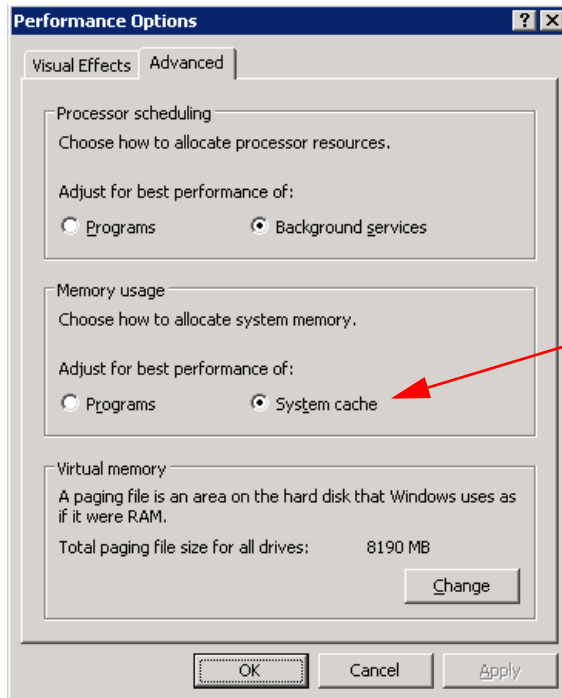 Performance Options
Visual Effects
Advanced
Processor scheduling
Choose how to allocate processor resources.
Adjust for best performance of:
Programs
Background services
Memory usage
Choose how to allocate system memory.
Adjust for best performance of:
Programs
System cache
Virtual memory
A paging file is an area on the hard disk that Windows uses as
if it were RAM.
Total paging file size for all drives: 8190 MB
Change
OK
Cancel
Apply